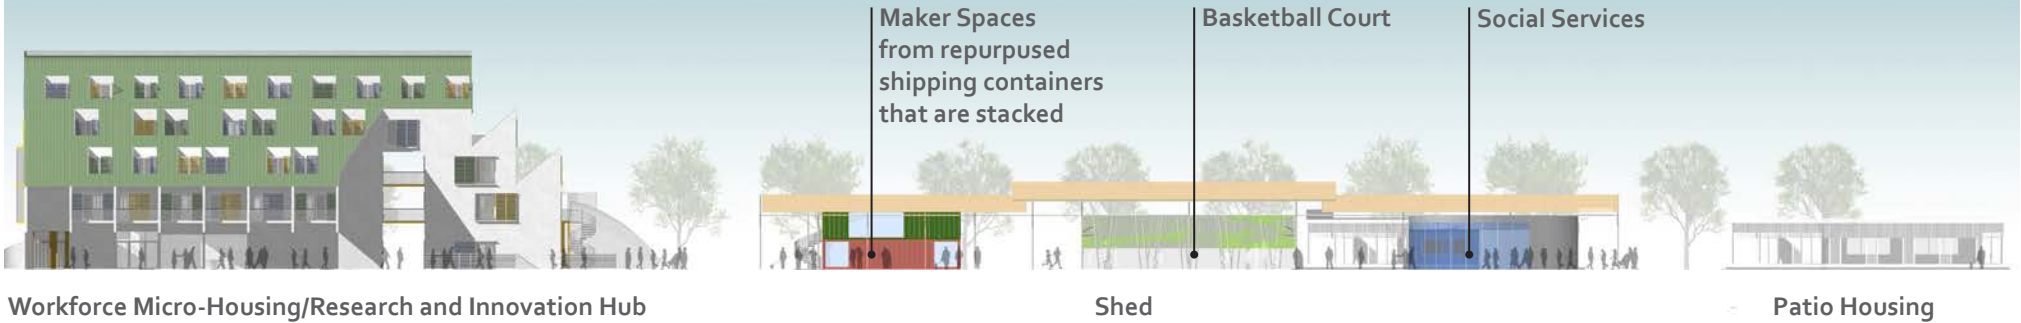 Maker Spaces
from repurpused
shipping containers
that are stacked
Basketball Court
Social Services
Workforce Micro-Housing/Research and Innovation Hub
Shed
Patio Housing